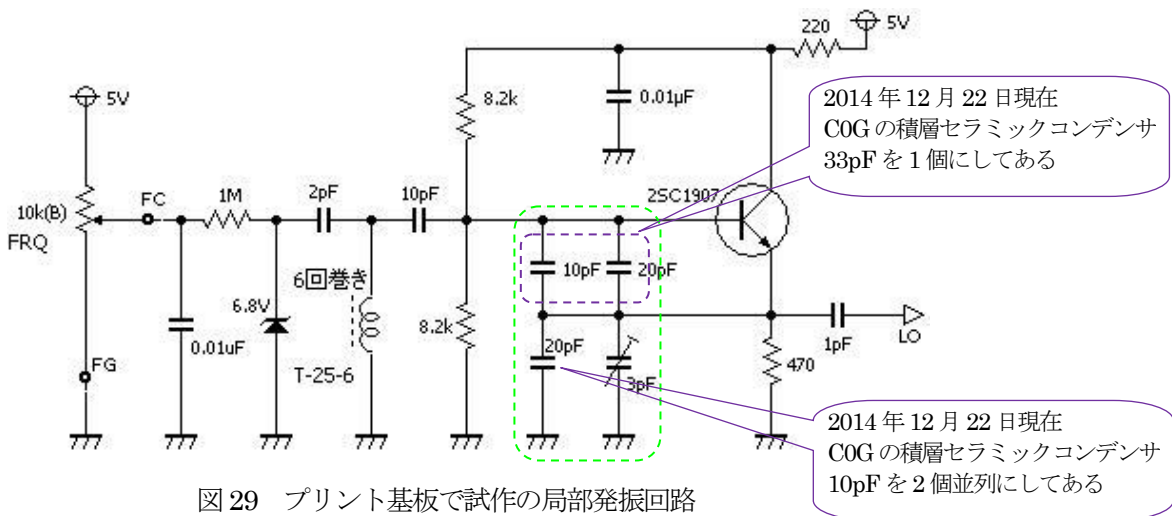 220
5V
5V
8.2k
0.01μF
2014年12月22日現在
C0Gの積層セラミックコンデンサ
33pFを1個にしてある
10k(B)
FRQ
FC
1M
2pF
10pF
2SC1907
10pF
20pF
6回巻き
6.8V
8.2k
0.01uF
T-25-6
20pF
3pF
1pF
LO
470
FG
2014年12月22日現在
C0Gの積層セラミックコンデンサ
10pFを2個並列にしてある
図29 プリント基板で試作の局部発振回路